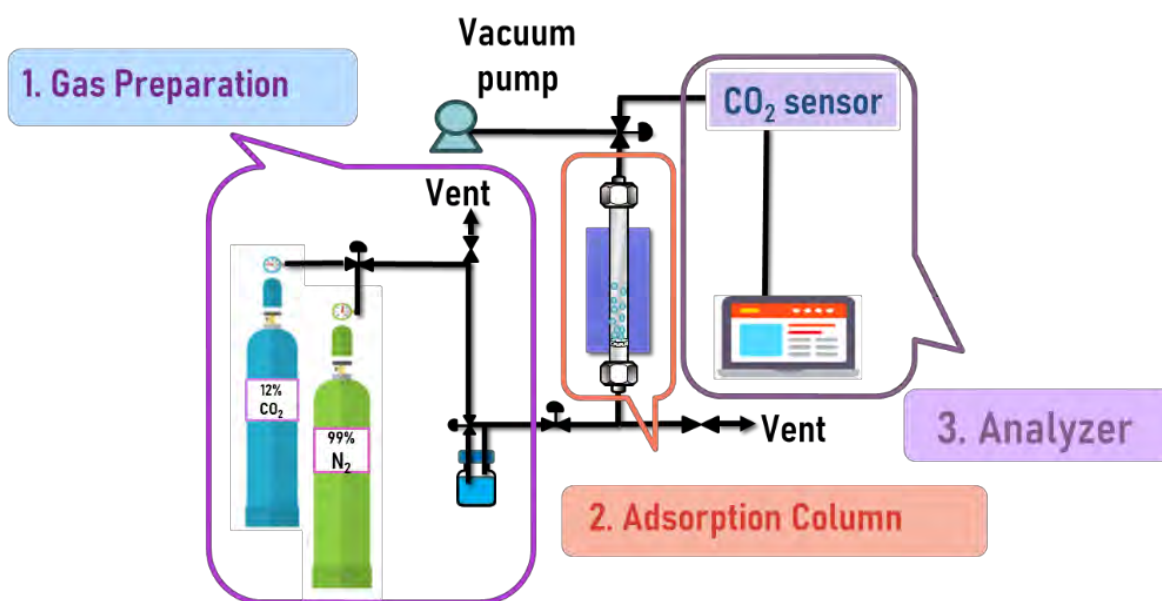 Vacuum
pump
1. Gas Preparation
CO₂ sensor
Vent
12%
CO₂
99%
N₂
Vent
3. Analyzer
2. Adsorption Column